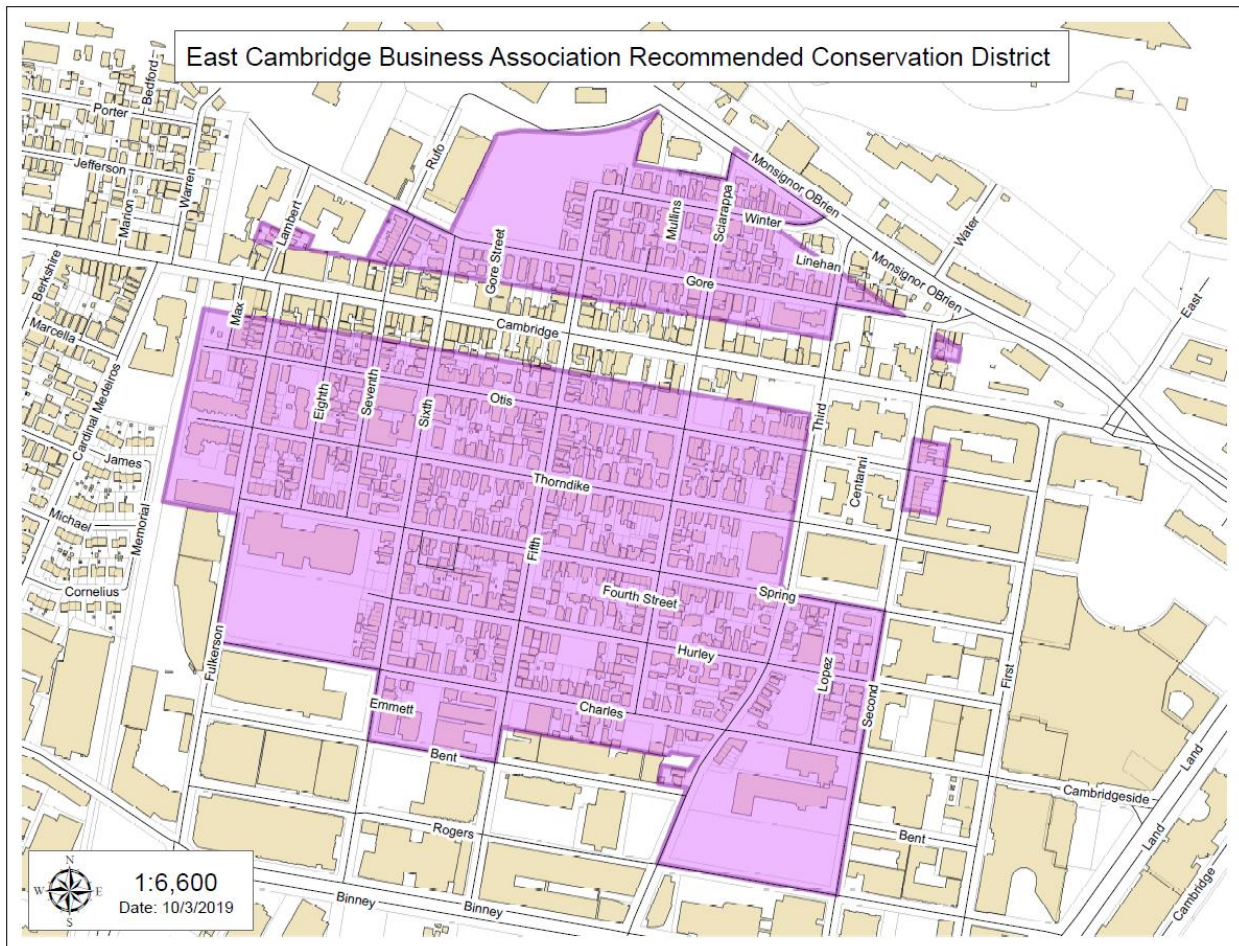 East Cambridge Business Association Recommended Conservation District
Porter
Bedford
Jefferson
Warren
Marion
Rufo
Lambert
Monsignor OBrien
Mullins
Sciarappa
Winter
Water
Linehan
Monsignor OBrien
Berkshire
Gore Street
Gore
East
Marcella
Max
Cambridge
Cardinal Medeiros
Eighth
Seventh
Sixth
Otis
Third
James
Thorndike
Centanni
Michael
Memorial
Fifth
Cornelius
Fourth Street
Spring
Fulkerson
Hurley
Lopez
Second
First
Emmett
Charles
Bent
Land
Cambridgeside
Rogers
Bent
Land
Binney
Binney
Cambridge
N
W E
S
1:6,600
Date: 10/3/2019